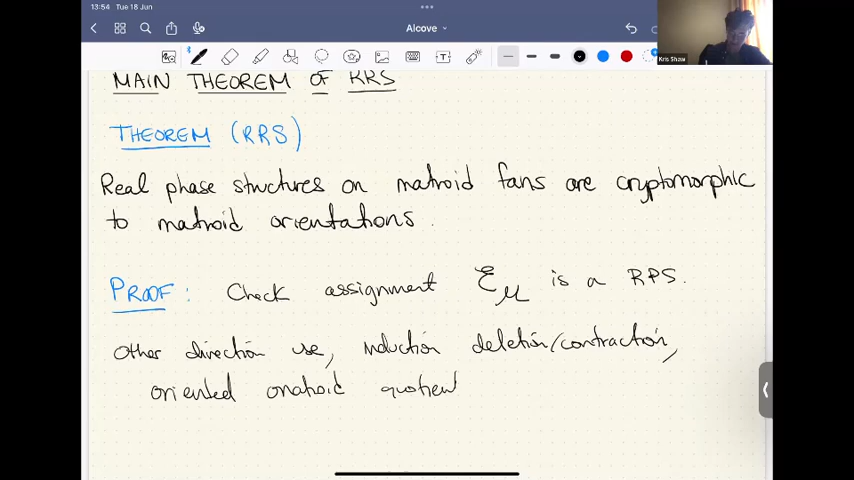 13:54 Tue 18 Jun
Alcove
Kris Shaw
MAIN THEOREM OF RRS
THEOREM (RRS)
Real phase structures on matroid fans are cryptomorphic
to matroid orientations.
PROOF: Check assignment Ɛ_μ is a RPS.
Other direction use, induction deletion/contraction,
oriented matroid quotient